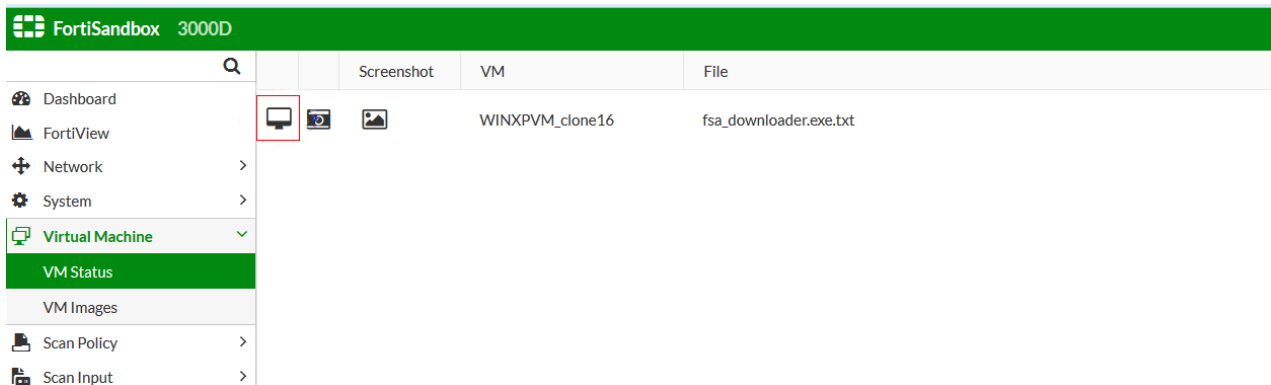 FortiSandbox 3000D
Screenshot VM File
Dashboard
WINXPVM_clone16 fsa_downloader.exe.txt
FortiView
Network
System
Virtual Machine
VM Status
VM Images
Scan Policy
Scan Input